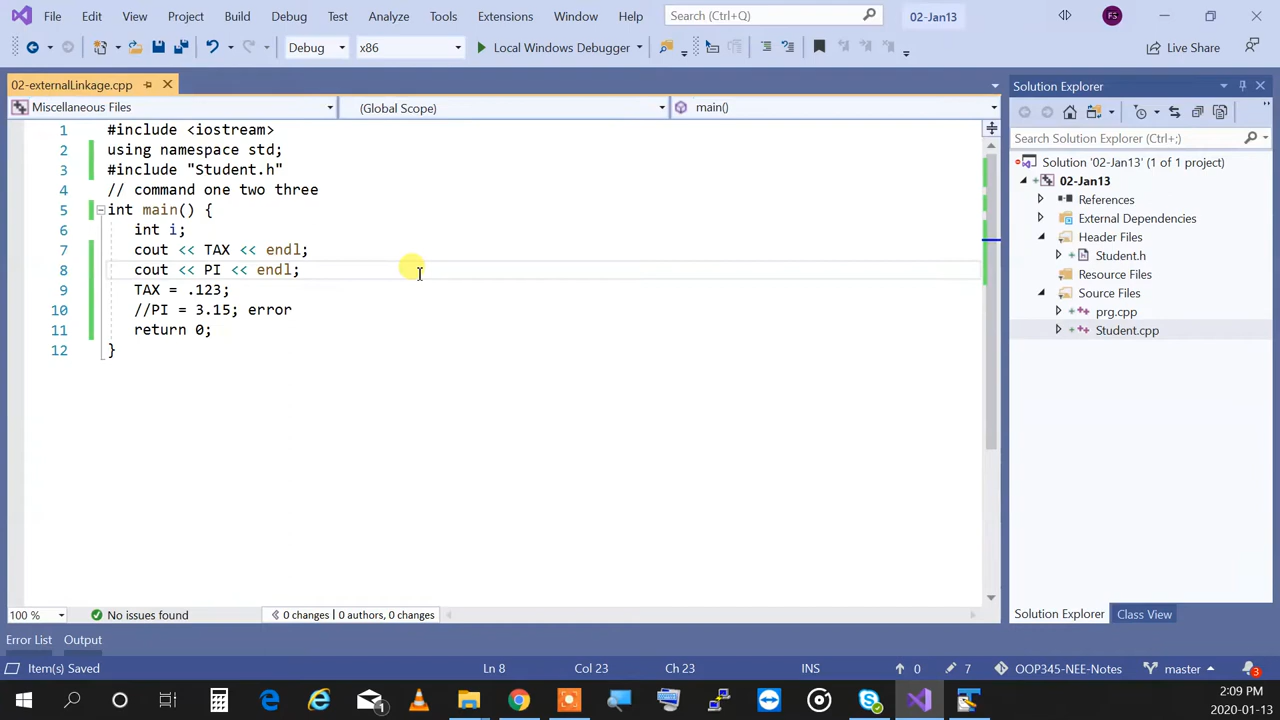 File Edit View Project Build Debug Test Analyze Tools Extensions Window Help Search (Ctrl+Q) 02-Jan13 FS
Debug x86 Local Windows Debugger Live Share
02-externalLinkage.cpp
Miscellaneous Files (Global Scope) main()
1 #include <iostream>
2 using namespace std;
3 #include "Student.h"
4 // command one two three
5 int main() {
6 int i;
7 cout << TAX << endl;
8 cout << PI << endl;
9 TAX = .123;
10 //PI = 3.15; error
11 return 0;
12 }
Solution Explorer
Search Solution Explorer (Ctrl+;)
Solution '02-Jan13' (1 of 1 project)
02-Jan13
References
External Dependencies
Header Files
Student.h
Resource Files
Source Files
prg.cpp
Student.cpp
100 % No issues found 0 changes | 0 authors, 0 changes
Solution Explorer Class View
Error List Output
Item(s) Saved Ln 8 Col 23 Ch 23 INS 0 7 OOP345-NEE-Notes master 3
1
2:09 PM
2020-01-13